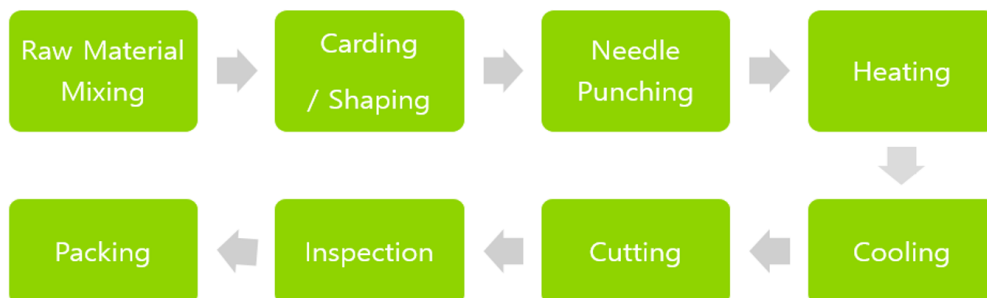 Raw Material
Mixing
Carding
/ Shaping
Needle
Punching
Heating
Cooling
Cutting
Inspection
Packing